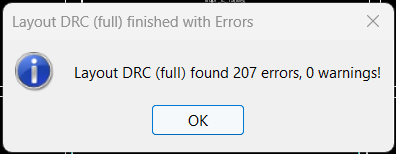 Layout DRC (full) finished with Errors
Layout DRC (full) found 207 errors, 0 warnings!
OK